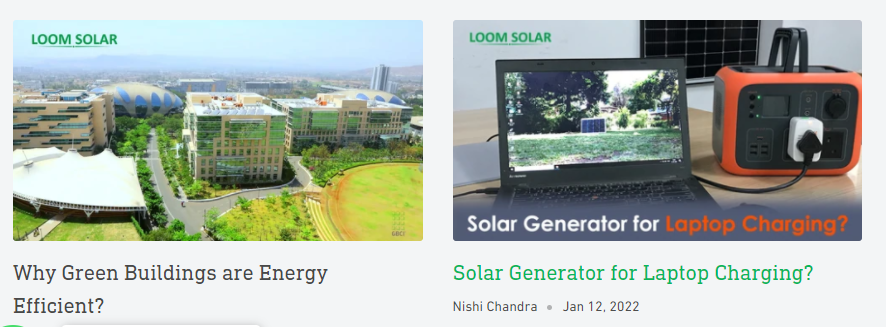 LOOM SOLAR
Why Green Buildings are Energy
Efficient?
LOOM SOLAR
Solar Generator for Laptop Charging?
Solar Generator for Laptop Charging?
Nishi Chandra • Jan 12, 2022